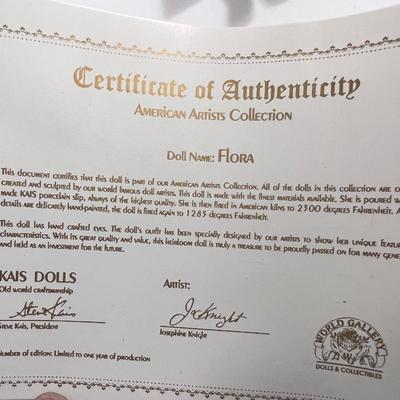 Certificate of Authenticity
American Artists Collection
Doll Name: Flora
This document certifies that this doll is part of our American Artists Collection. All of the dolls in this collection are
created and sculpted by our world famous doll artists. This doll is made with the finest materials available. She is poured
made KAIS porcelain slip, always of the highest quality. She is then fired in American kilns to 2300 degrees Fahrenheit.
details are delicately hand-painted, the doll is fired again to 1285 degrees Fahrenheit.
This doll has hand crafted eyes. The doll's outfit has been specially designed by our artists to show her unique
characteristics. With its great quality and value, this heirloom doll is truly a treasure to be proudly passed on for many
and held as an investment for the future.
KAIS DOLLS
Old world craftsmanship
Artist:
Steve Kais
Jo Knight
Steve Kais, President
Josephine Knight
Number of edition: Limited to one year of production
WORLD GALLERY
DOLLS & COLLECTIBLES